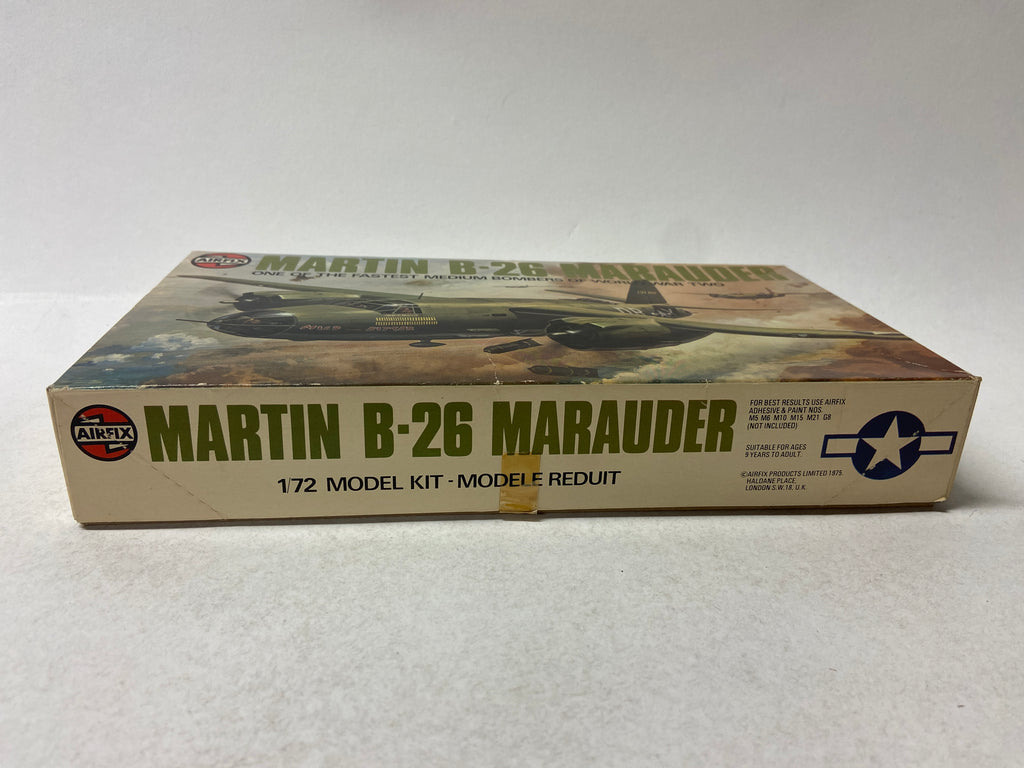 AIRFIX
MARTIN B-26 MARAUDER
ONE OF THE FASTEST MEDIUM BOMBERS OF WORLD WAR TWO
AIRFIX
MARTIN B-26 MARAUDER
1/72 MODEL KIT - MODELE REDUIT
FOR BEST RESULTS USE AIRFIX
ADHESIVE & PAINT NOS.
M5 M6 M10 M15 M21 G8
(NOT INCLUDED)
SUITABLE FOR AGES
9 YEARS TO ADULT.
©AIRFIX PRODUCTS LIMITED 1975.
HALDANE PLACE,
LONDON S.W.18, U.K.